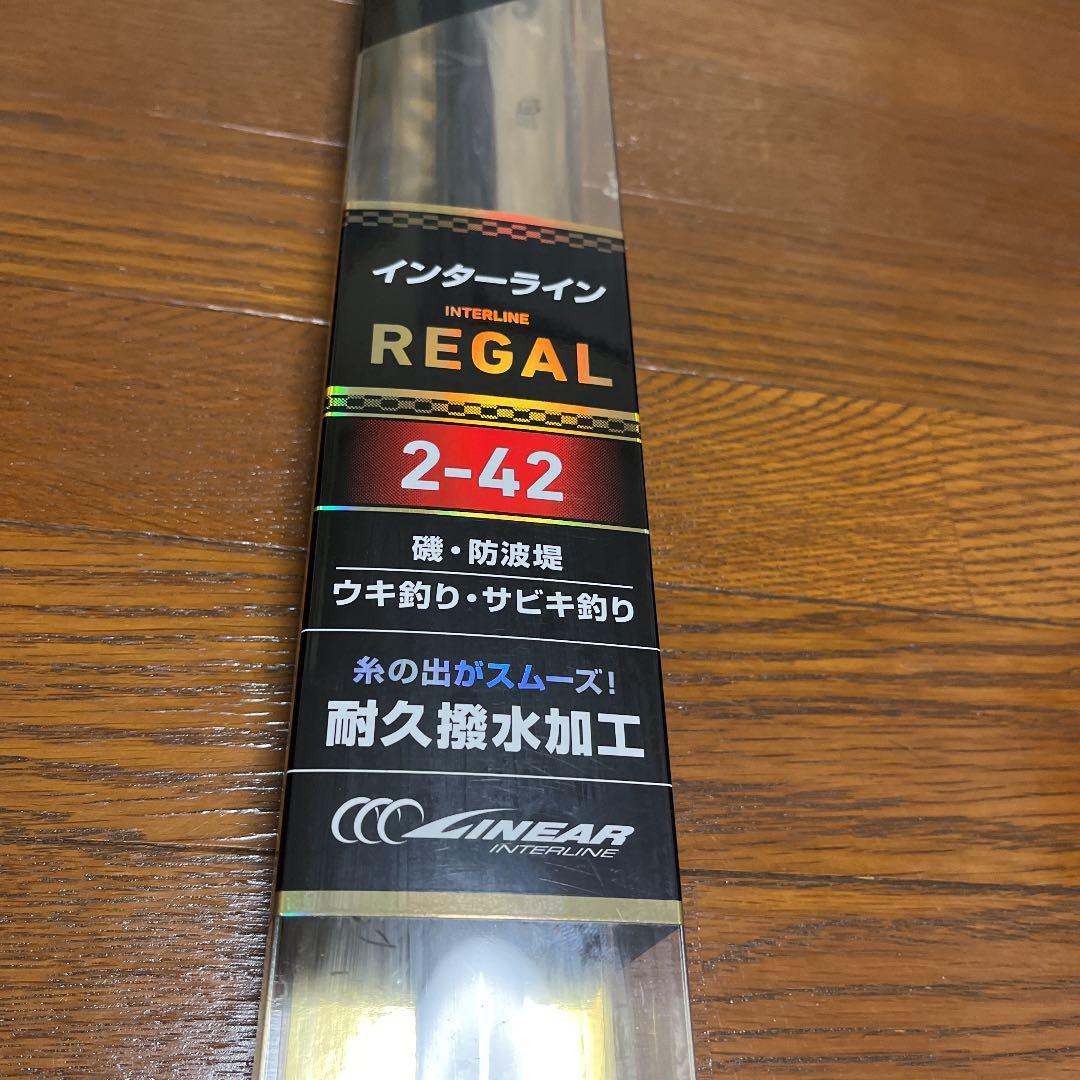 インターライン
INTERLINE
REGAL
2-42
磯・防波堤
ウキ釣り・サビキ釣り
糸の出がスムーズ!
耐久撥水加工
LINEAR
INTERLINE